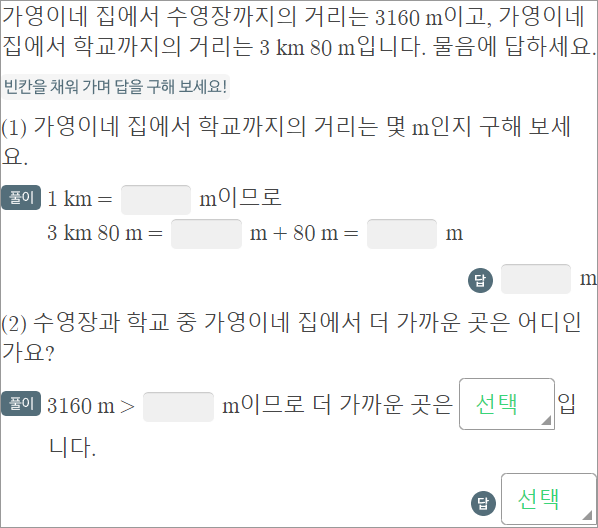 가영이네 집에서 수영장까지의 거리는 3160 m이고, 가영이네
집에서 학교까지의 거리는 3 km 80 m입니다. 물음에 답하세요.
빈칸을 채워 가며 답을 구해 보세요!
(1) 가영이네 집에서 학교까지의 거리는 몇 m인지 구해 보세
요.
풀이 1 km = m이므로
3 km 80 m = m + 80 m = m
답 m
(2) 수영장과 학교 중 가영이네 집에서 더 가까운 곳은 어디인
가요?
풀이 3160 m > m이므로 더 가까운 곳은 선택 입
니다.
답 선택